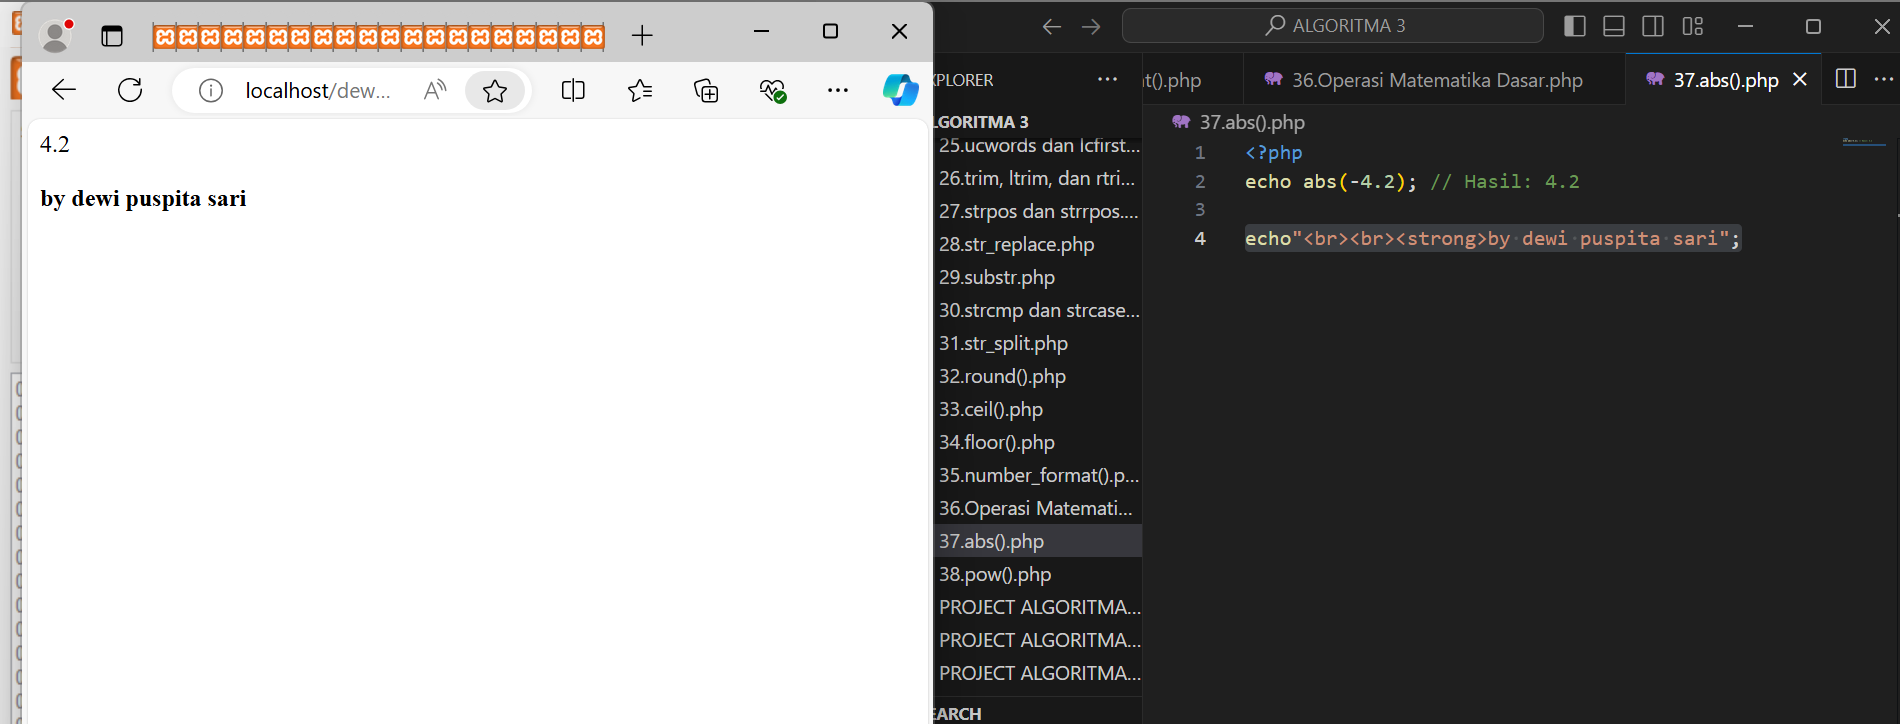 localhost/dew...
4.2
by dewi puspita sari
ALGORITMA 3
XPLORER
t().php
36.Operasi Matematika Dasar.php
37.abs().php
LGORITMA 3
25.ucwords dan lcfirst...
26.trim, ltrim, dan rtri...
27.strpos dan strrpos....
28.str_replace.php
29.substr.php
30.strcmp dan strcase...
31.str_split.php
32.round().php
33.ceil().php
34.floor().php
35.number_format().p...
36.Operasi Matemati...
37.abs().php
38.pow().php
PROJECT ALGORITMA...
PROJECT ALGORITMA...
PROJECT ALGORITMA...
EARCH
37.abs().php
1 <?php
2 echo abs(-4.2); // Hasil: 4.2
3
4 echo"<br><br><strong>by dewi puspita sari";